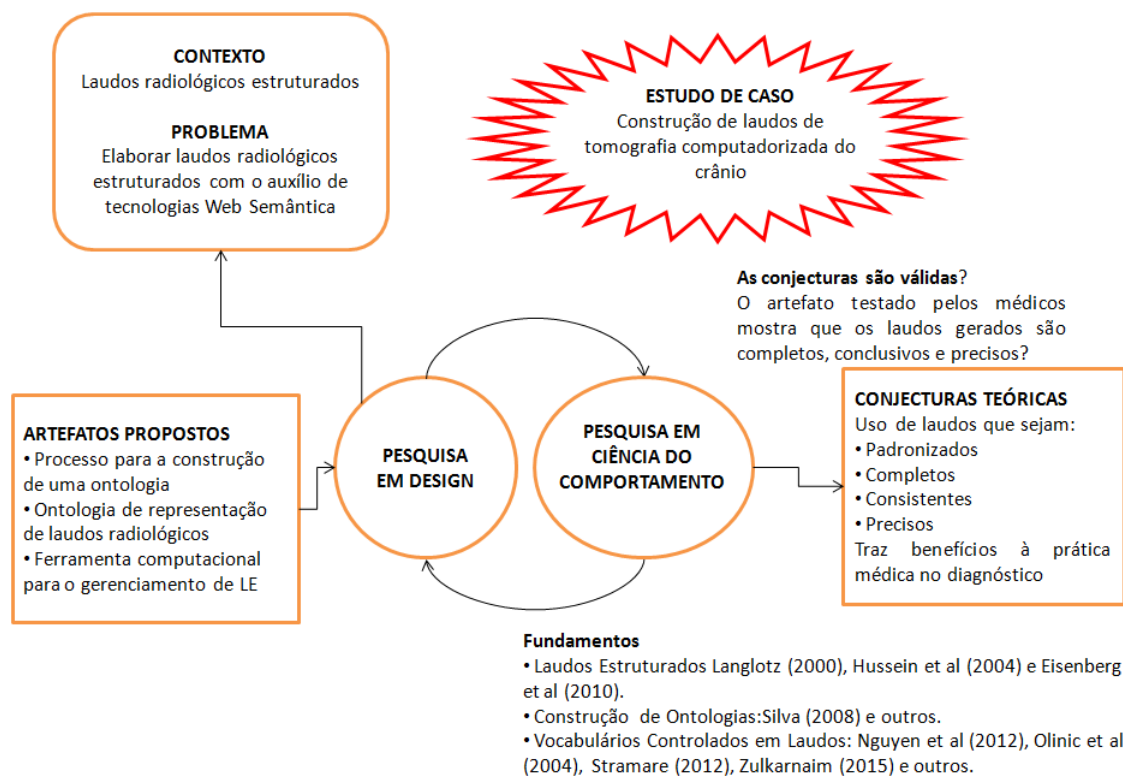 CONTEXTO
Laudos radiológicos estruturados
PROBLEMA
Elaborar laudos radiológicos
estruturados com o auxílio de
tecnologias Web Semântica
ESTUDO DE CASO
Construção de laudos de
tomografia computadorizada do
crânio
As conjecturas são válidas?
O artefato testado pelos médicos
mostra que os laudos gerados são
completos, conclusivos e precisos?
ARTEFATOS PROPOSTOS
• Processo para a construção
de uma ontologia
• Ontologia de representação
de laudos radiológicos
• Ferramenta computacional
para o gerenciamento de LE
PESQUISA
EM DESIGN
PESQUISA EM
CIÊNCIA DO
COMPORTAMENTO
CONJECTURAS TEÓRICAS
Uso de laudos que sejam:
• Padronizados
• Completos
• Consistentes
• Precisos
Traz benefícios à prática
médica no diagnóstico
Fundamentos
• Laudos Estruturados Langlotz (2000), Hussein et al (2004) e Eisenberg
et al (2010).
• Construção de Ontologias:Silva (2008) e outros.
• Vocabulários Controlados em Laudos: Nguyen et al (2012), Olinic et al
(2004), Stramare (2012), Zulkarnaim (2015) e outros.